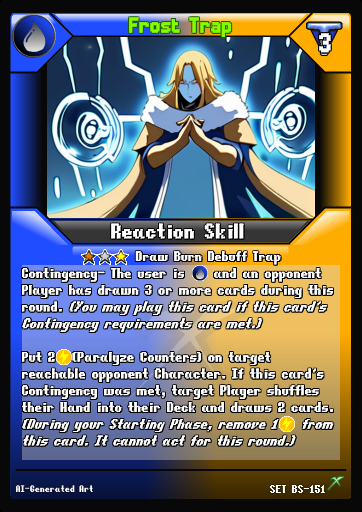 Frost Trap
3
Reaction Skill
Draw Burn Debuff Trap
Contingency- The user is and an opponent
Player has drawn 3 or more cards during this
round. (You may play this card if this card's
Contingency requirements are met.)
Put 2(Paralyze Counters) on target
reachable opponent Character. If this card's
Contingency was met, target Player shuffles
their Hand into their Deck and draws 2 cards.
(During your Starting Phase, remove 1 from
this card. It cannot act for this round.)
AI-Generated Art
SET BS-151